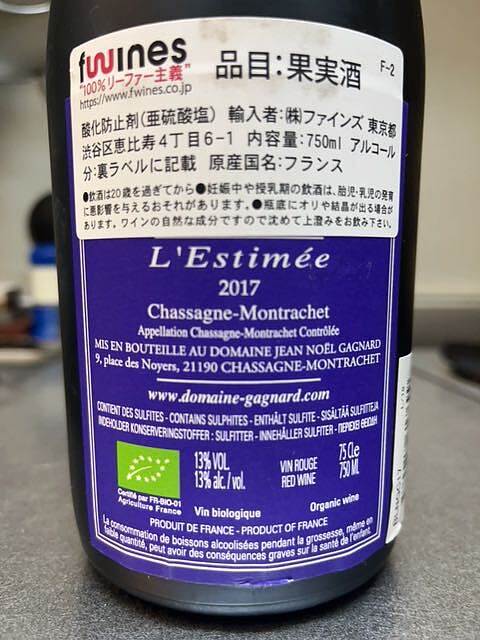 fwines
"100%リーファー主義"
https://www.fwines.co.jp
品目:果実酒
F-2
酸化防止剤(亜硫酸塩) 輸入者:㈱ファインズ 東京都
渋谷区恵比寿4丁目6-1 内容量:750ml アルコール
分:裏ラベルに記載 原産国名:フランス
●飲酒は20歳を過ぎてから●妊娠中や授乳期の飲酒は、胎児・乳児の発育
に悪影響を与えるおそれがあります。●瓶底にオリや結晶が出る場合が
あります。ワインの自然な成分ですので沈めて上澄みをお飲み下さい。
L'Estimée
2017
Chassagne-Montrachet
Appellation Chassagne-Montrachet Contrôlée
MIS EN BOUTEILLE AU DOMAINE JEAN NOËL GAGNARD
9, place des Noyers, 21190 CHASSAGNE-MONTRACHET
www.domaine-gagnard.com
CONTIENT DES SULFITES - CONTAINS SULPHITES - ENTHÄLT SULFITE - SISÄLTÄÄ SULFIITTEJA
INDEHOLDER KONSERVERINGSTOFFER : SULFITTER - INNEHÅLLER SULFITER -
13% VOL.
13% alc./vol.
VIN ROUGE
RED WINE
75 CLe
750 ML
Certifié par FR-BIO-01
Agriculture France
Vin biologique
Organic wine
PRODUIT DE FRANCE - PRODUCT OF FRANCE
La consommation de boissons alcoolisées pendant la grossesse, même en
faible quantité, peut avoir des conséquences graves sur la santé de l'enfant.